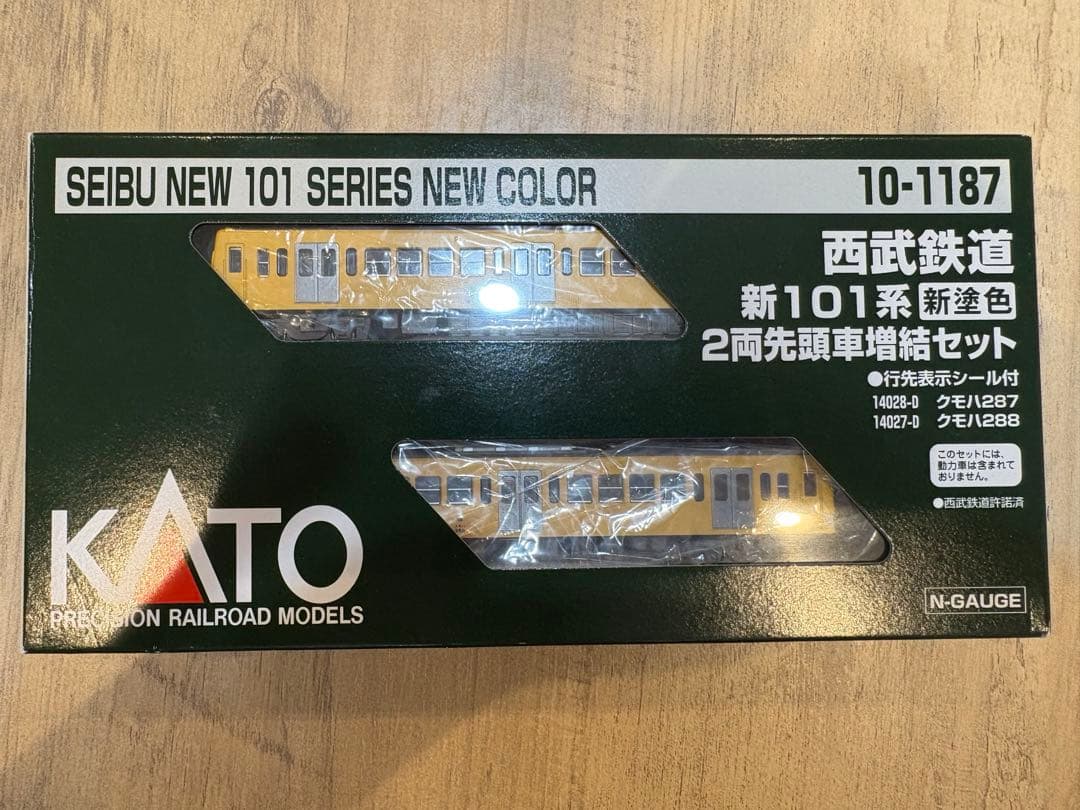 SEIBU NEW 101 SERIES NEW COLOR 10-1187
西武鉄道
新101系 新塗色
2両先頭車増結セット
●行先表示シール付
14028-D クモハ287
14027-D クモハ288
このセットには、
動力車は含まれて
おりません。
●西武鉄道許諾済
KATO
PRECISION RAILROAD MODELS
N-GAUGE